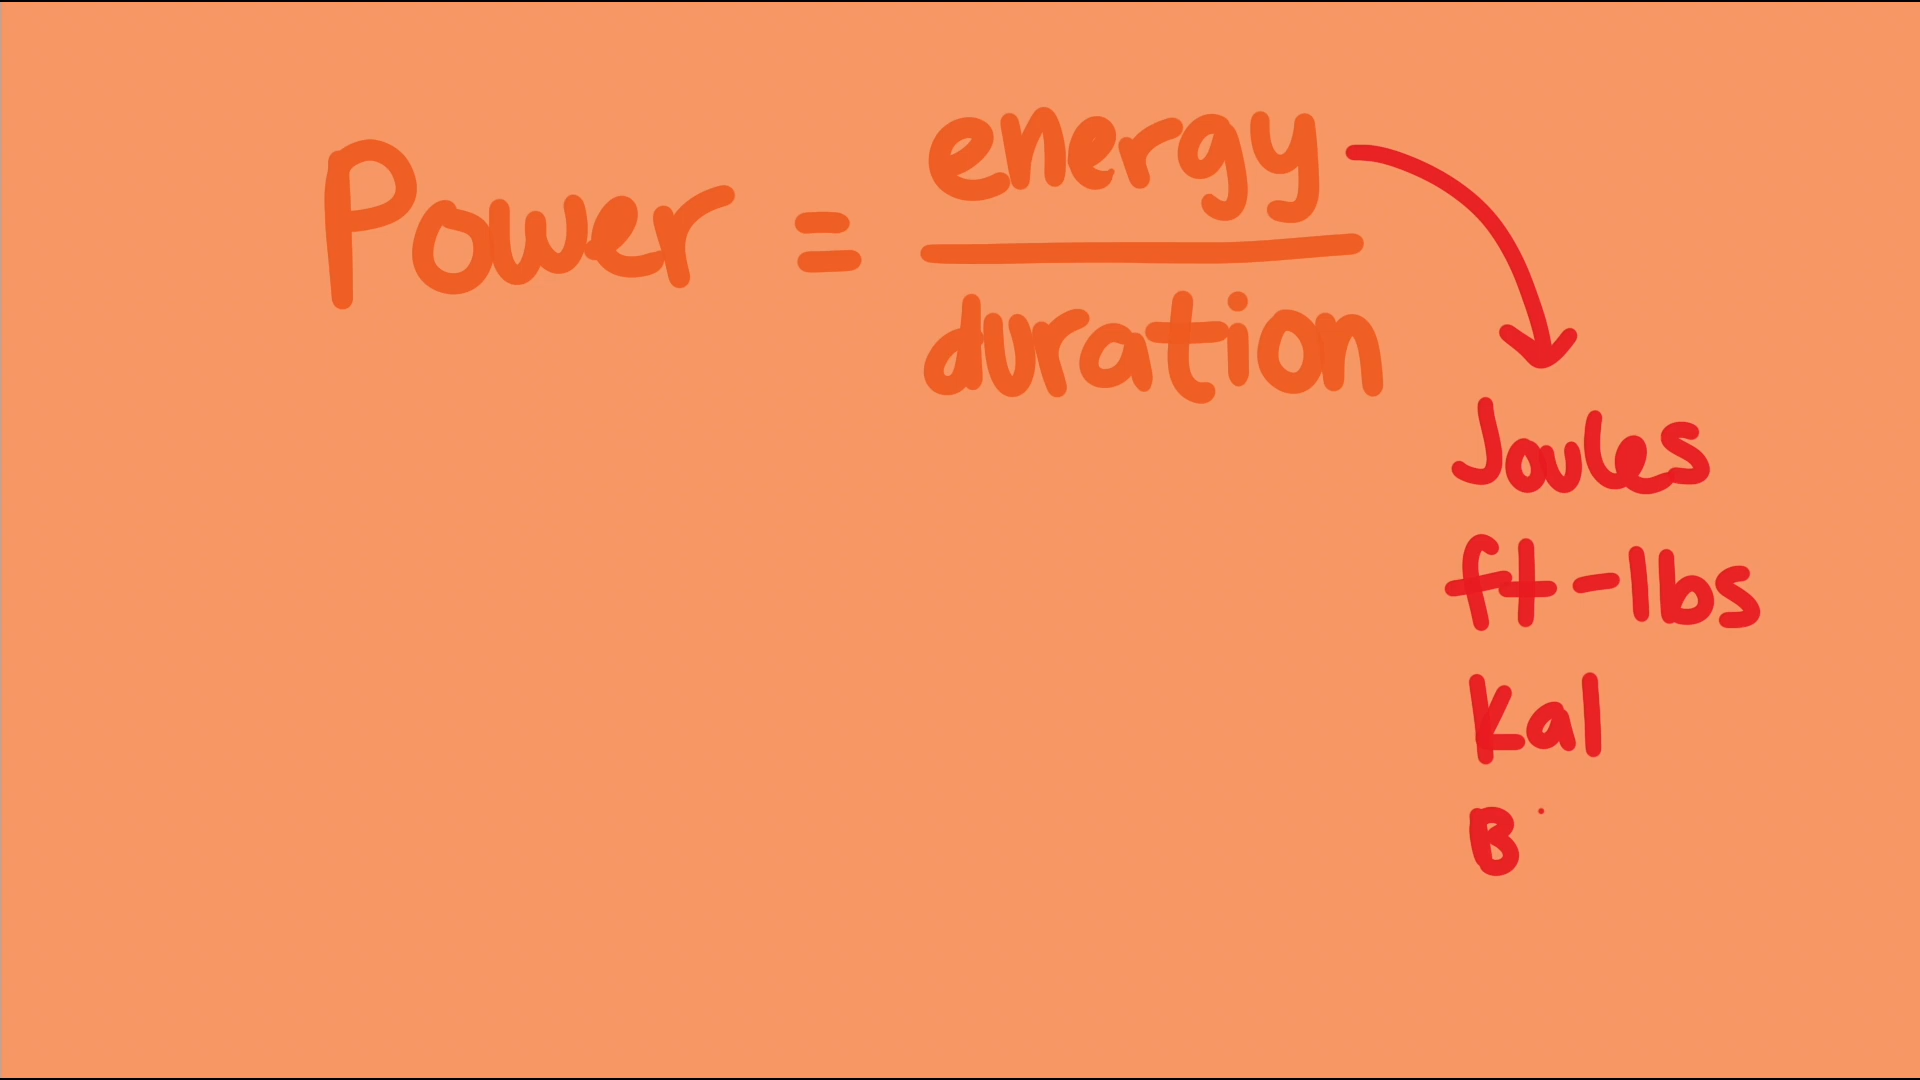 Power = energy
duration
Joules
ft-lbs
Kal
B